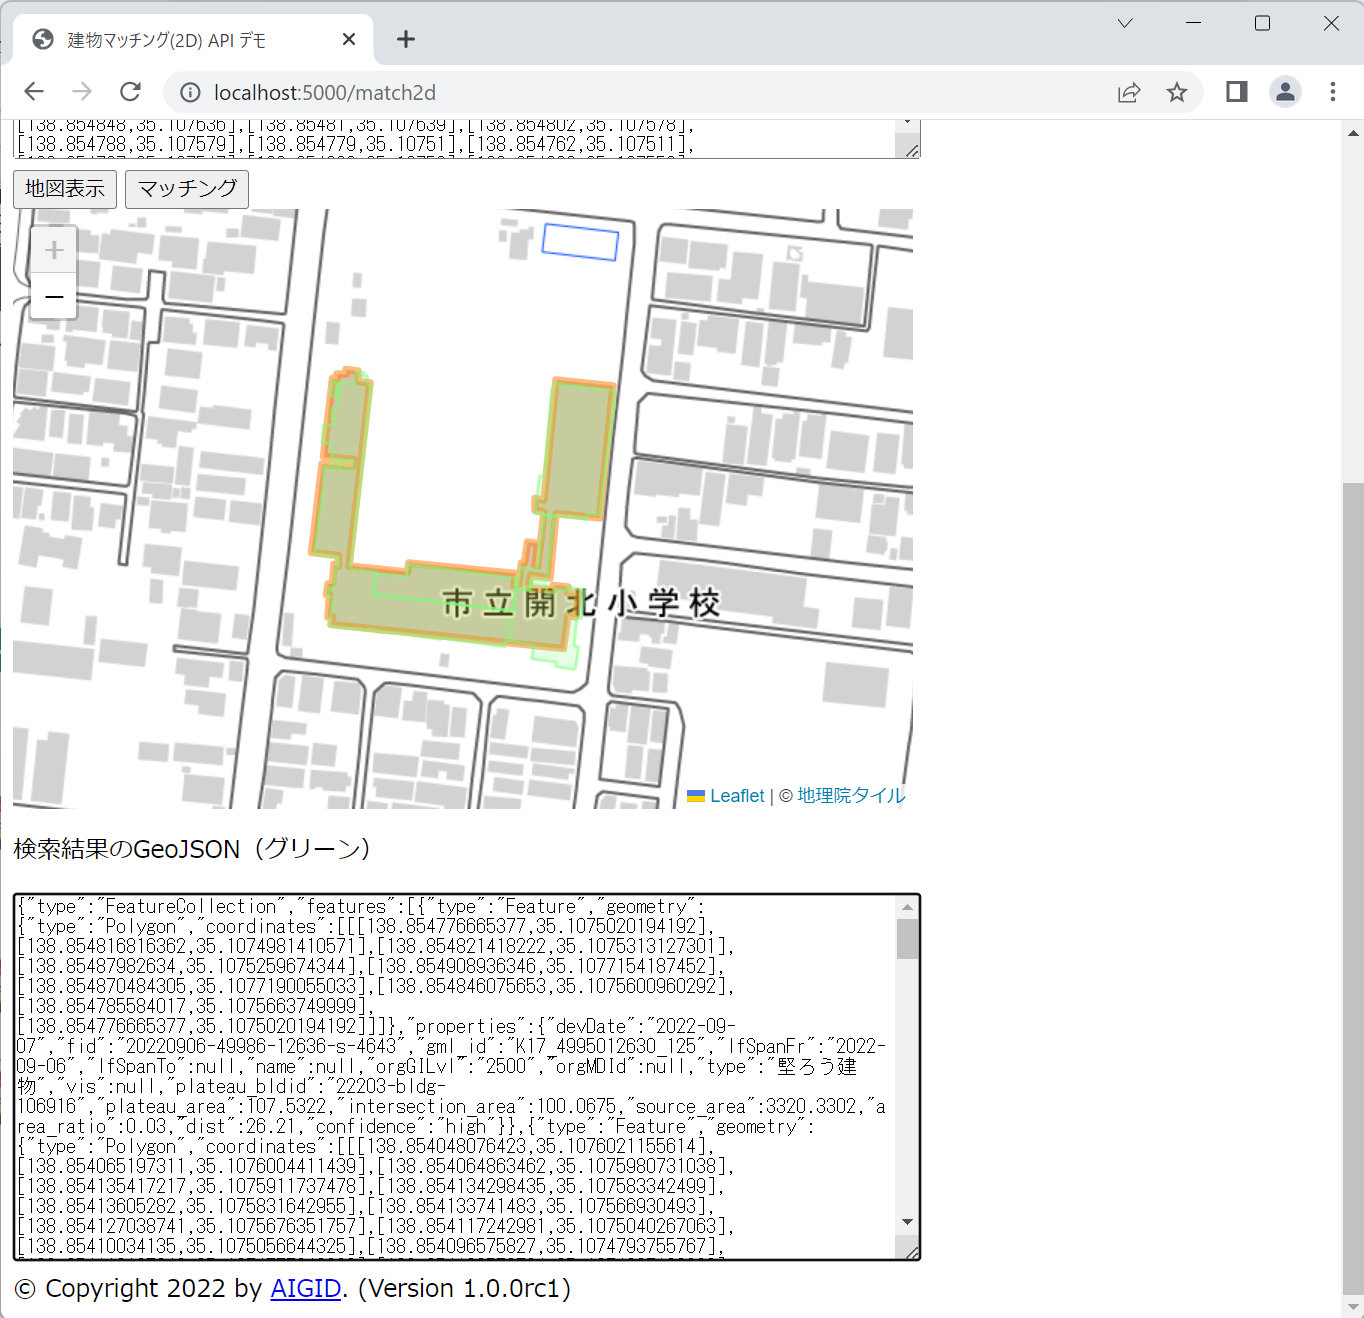 建物マッチング(2D) API デモ
localhost:5000/match2d
[138.854848,35.107636],[138.85481,35.107639],[138.854802,35.107578],
[138.854788,35.107579],[138.854779,35.10751],[138.854762,35.107511],
地図表示 マッチング
+
−
市立開北小学校
Leaflet | © 地理院タイル
検索結果のGeoJSON（グリーン）
{"type":"FeatureCollection","features":[{"type":"Feature","geometry":
{"type":"Polygon","coordinates":[[[138.854776665377,35.1075020194192],
[138.854816816362,35.1074981410571],[138.854821418222,35.1075313127301],
[138.85487982634,35.1075259674344],[138.854908936346,35.1077154187452],
[138.854870484305,35.1077190055033],[138.854846075653,35.1075600960292],
[138.854785584017,35.1075663749999],
[138.854776665377,35.1075020194192]]]},"properties":{"devDate":"2022-09-
07","fid":"20220906-49986-12636-s-4643","gml_id":"K17_4995012630_125","lfSpanFr":"2022-
09-06","lfSpanTo":null,"name":null,"orgGILvl":"2500","orgMDId":null,"type":"堅ろう建
物","vis":null,"plateau_bldid":"22203-bldg-
106916","plateau_area":107.5322,"intersection_area":100.0675,"source_area":3320.3302,"a
rea_ratio":0.03,"dist":26.21,"confidence":"high"}},{"type":"Feature","geometry":
{"type":"Polygon","coordinates":[[[138.854048076423,35.1076021155614],
[138.854065197311,35.1076004411439],[138.854064863462,35.1075980731038],
[138.854135417217,35.1075911737478],[138.854134298435,35.107583342499],
[138.85413605282,35.1075831642955],[138.854133741483,35.107566930493],
[138.854127038741,35.1075676351757],[138.854117242981,35.1075040267063],
[138.85410034135,35.1075056644325],[138.854096575827,35.1074793755767],
© Copyright 2022 by AIGID. (Version 1.0.0rc1)